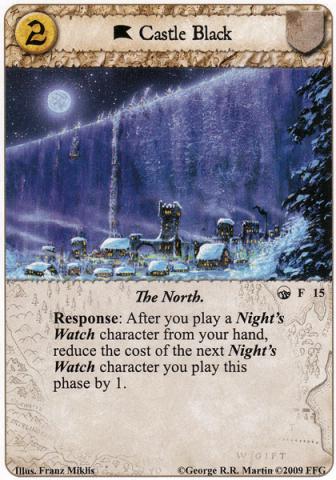 2
Castle Black
The North.
F 15
Response: After you play a Night's
Watch character from your hand,
reduce the cost of the next Night's
Watch character you play this
phase by 1.
W GIFT
Illus. Franz Miklis
©George R.R. Martin ©2009 FFG